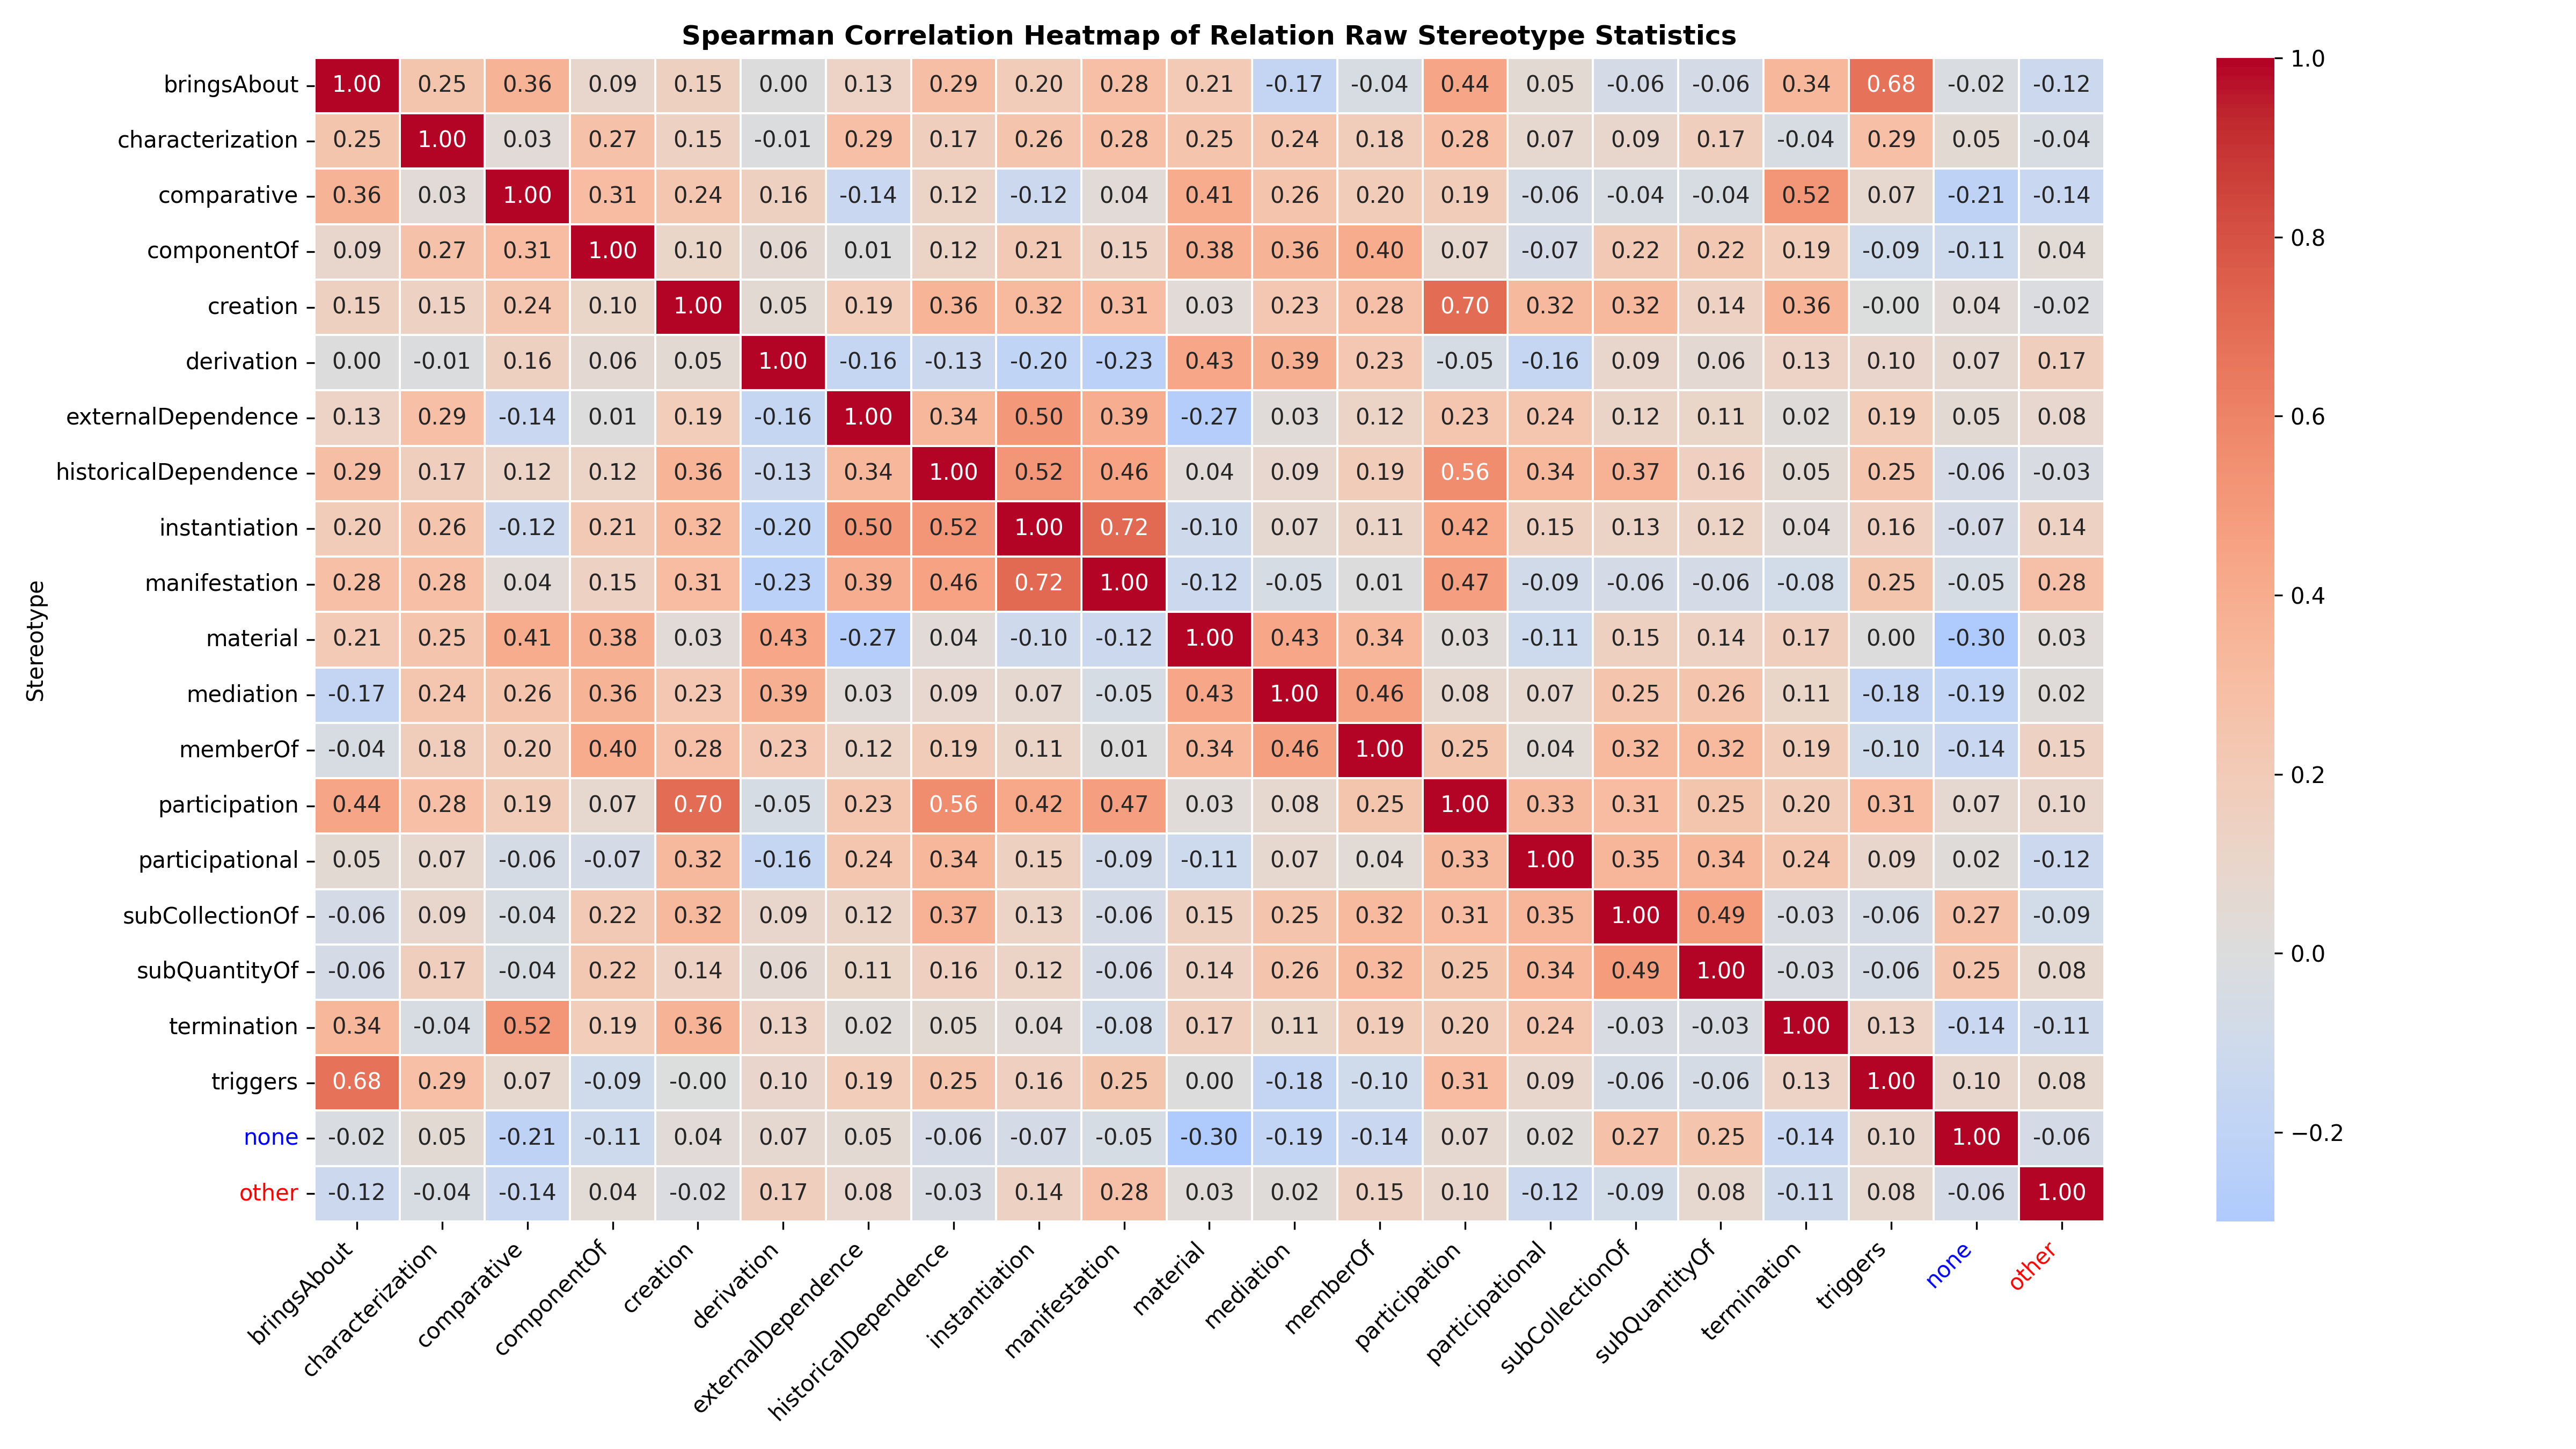 Spearman Correlation Heatmap of Relation Raw Stereotype Statistics
Stereotype
bringsAbout 1.00 0.25 0.36 0.09 0.15 0.00 0.13 0.29 0.20 0.28 0.21 -0.17 -0.04 0.44 0.05 -0.06 -0.06 0.34 0.68 -0.02 -0.12
characterization 0.25 1.00 0.03 0.27 0.15 -0.01 0.29 0.17 0.26 0.28 0.25 0.24 0.18 0.28 0.07 0.09 0.17 -0.04 0.29 0.05 -0.04
comparative 0.36 0.03 1.00 0.31 0.24 0.16 -0.14 0.12 -0.12 0.04 0.41 0.26 0.20 0.19 -0.06 -0.04 -0.04 0.52 0.07 -0.21 -0.14
componentOf 0.09 0.27 0.31 1.00 0.10 0.06 0.01 0.12 0.21 0.15 0.38 0.36 0.40 0.07 -0.07 0.22 0.22 0.19 -0.09 -0.11 0.04
creation 0.15 0.15 0.24 0.10 1.00 0.05 0.19 0.36 0.32 0.31 0.03 0.23 0.28 0.70 0.32 0.32 0.14 0.36 -0.00 0.04 -0.02
derivation 0.00 -0.01 0.16 0.06 0.05 1.00 -0.16 -0.13 -0.20 -0.23 0.43 0.39 0.23 -0.05 -0.16 0.09 0.06 0.13 0.10 0.07 0.17
externalDependence 0.13 0.29 -0.14 0.01 0.19 -0.16 1.00 0.34 0.50 0.39 -0.27 0.03 0.12 0.23 0.24 0.12 0.11 0.02 0.19 0.05 0.08
historicalDependence 0.29 0.17 0.12 0.12 0.36 -0.13 0.34 1.00 0.52 0.46 0.04 0.09 0.19 0.56 0.34 0.37 0.16 0.05 0.25 -0.06 -0.03
instantiation 0.20 0.26 -0.12 0.21 0.32 -0.20 0.50 0.52 1.00 0.72 -0.10 0.07 0.11 0.42 0.15 0.13 0.12 0.04 0.16 -0.07 0.14
manifestation 0.28 0.28 0.04 0.15 0.31 -0.23 0.39 0.46 0.72 1.00 -0.12 -0.05 0.01 0.47 -0.09 -0.06 -0.06 -0.08 0.25 -0.05 0.28
material 0.21 0.25 0.41 0.38 0.03 0.43 -0.27 0.04 -0.10 -0.12 1.00 0.43 0.34 0.03 -0.11 0.15 0.14 0.17 0.00 -0.30 0.03
mediation -0.17 0.24 0.26 0.36 0.23 0.39 0.03 0.09 0.07 -0.05 0.43 1.00 0.46 0.08 0.07 0.25 0.26 0.11 -0.18 -0.19 0.02
memberOf -0.04 0.18 0.20 0.40 0.28 0.23 0.12 0.19 0.11 0.01 0.34 0.46 1.00 0.25 0.04 0.32 0.32 0.19 -0.10 -0.14 0.15
participation 0.44 0.28 0.19 0.07 0.70 -0.05 0.23 0.56 0.42 0.47 0.03 0.08 0.25 1.00 0.33 0.31 0.25 0.20 0.31 0.07 0.10
participational 0.05 0.07 -0.06 -0.07 0.32 -0.16 0.24 0.34 0.15 -0.09 -0.11 0.07 0.04 0.33 1.00 0.35 0.34 0.24 0.09 0.02 -0.12
subCollectionOf -0.06 0.09 -0.04 0.22 0.32 0.09 0.12 0.37 0.13 -0.06 0.15 0.25 0.32 0.31 0.35 1.00 0.49 -0.03 -0.06 0.27 -0.09
subQuantityOf -0.06 0.17 -0.04 0.22 0.14 0.06 0.11 0.16 0.12 -0.06 0.14 0.26 0.32 0.25 0.34 0.49 1.00 -0.03 -0.06 0.25 0.08
termination 0.34 -0.04 0.52 0.19 0.36 0.13 0.02 0.05 0.04 -0.08 0.17 0.11 0.19 0.20 0.24 -0.03 -0.03 1.00 0.13 -0.14 -0.11
triggers 0.68 0.29 0.07 -0.09 -0.00 0.10 0.19 0.25 0.16 0.25 0.00 -0.18 -0.10 0.31 0.09 -0.06 -0.06 0.13 1.00 0.10 0.08
none -0.02 0.05 -0.21 -0.11 0.04 0.07 0.05 -0.06 -0.07 -0.05 -0.30 -0.19 -0.14 0.07 0.02 0.27 0.25 -0.14 0.10 1.00 -0.06
other -0.12 -0.04 -0.14 0.04 -0.02 0.17 0.08 -0.03 0.14 0.28 0.03 0.02 0.15 0.10 -0.12 -0.09 0.08 -0.11 0.08 -0.06 1.00
bringsAbout
characterization
comparative
componentOf
creation
derivation
externalDependence
historicalDependence
instantiation
manifestation
material
mediation
memberOf
participation
participational
subCollectionOf
subQuantityOf
termination
triggers
none
other
1.0
0.8
0.6
0.4
0.2
0.0
−0.2